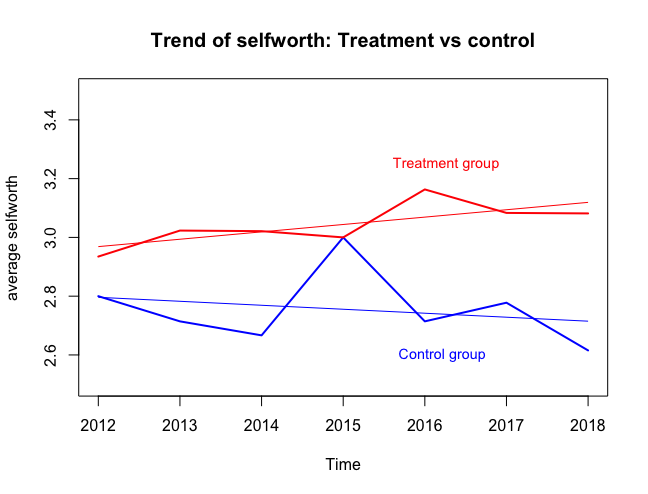 Trend of selfworth: Treatment vs control
average selfworth
3.4
3.2
3.0
2.8
2.6
Treatment group
Control group
2012 2013 2014 2015 2016 2017 2018
Time